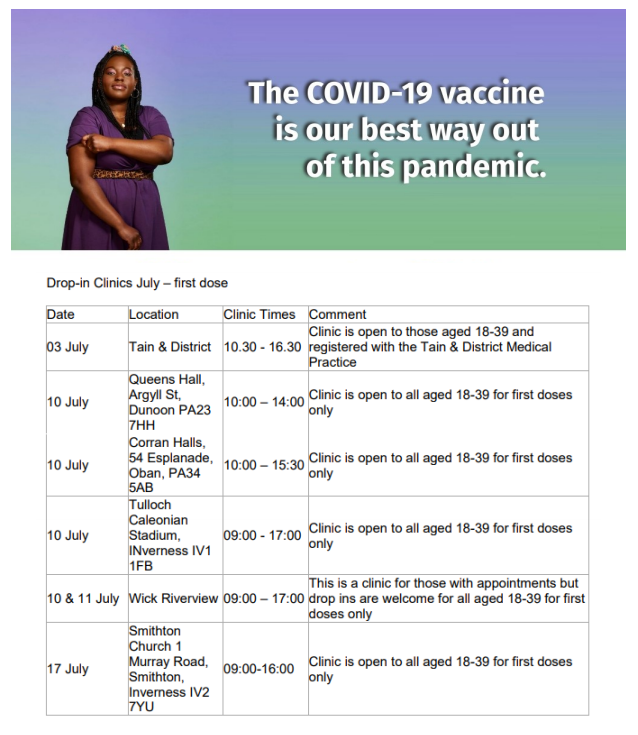 The COVID-19 vaccine
is our best way out
of this pandemic.
Drop-in Clinics July – first dose
Date Location Clinic Times Comment
03 July Tain & District 10.30 - 16.30 Clinic is open to those aged 18-39 and
registered with the Tain & District Medical
Practice
10 July Queens Hall,
Argyll St,
Dunoon PA23
7HH 10:00 – 14:00 Clinic is open to all aged 18-39 for first doses
only
10 July Corran Halls,
54 Esplanade,
Oban, PA34
5AB 10:00 – 15:30 Clinic is open to all aged 18-39 for first doses
only
10 July Tulloch
Caleonian
Stadium,
INverness IV1
1FB 09:00 - 17:00 Clinic is open to all aged 18-39 for first doses
only
10 & 11 July Wick Riverview 09:00 – 17:00 This is a clinic for those with appointments but
drop ins are welcome for all aged 18-39 for first
doses only
17 July Smithton
Church 1
Murray Road,
Smithton,
Inverness IV2
7YU 09:00-16:00 Clinic is open to all aged 18-39 for first doses
only